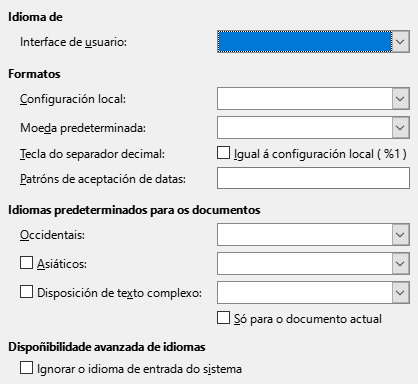 Idioma de
Interface de usuario:
Formatos
Configuración local:
Moeda predeterminada:
Tecla do separador decimal:
Igual á configuración local ( %1 )
Patróns de aceptación de datas:
Idiomas predeterminados para os documentos
Occidentais:
Asiáticos:
Disposición de texto complexo:
Só para o documento actual
Dispoñibilidade avanzada de idiomas
Ignorar o idioma de entrada do sistema